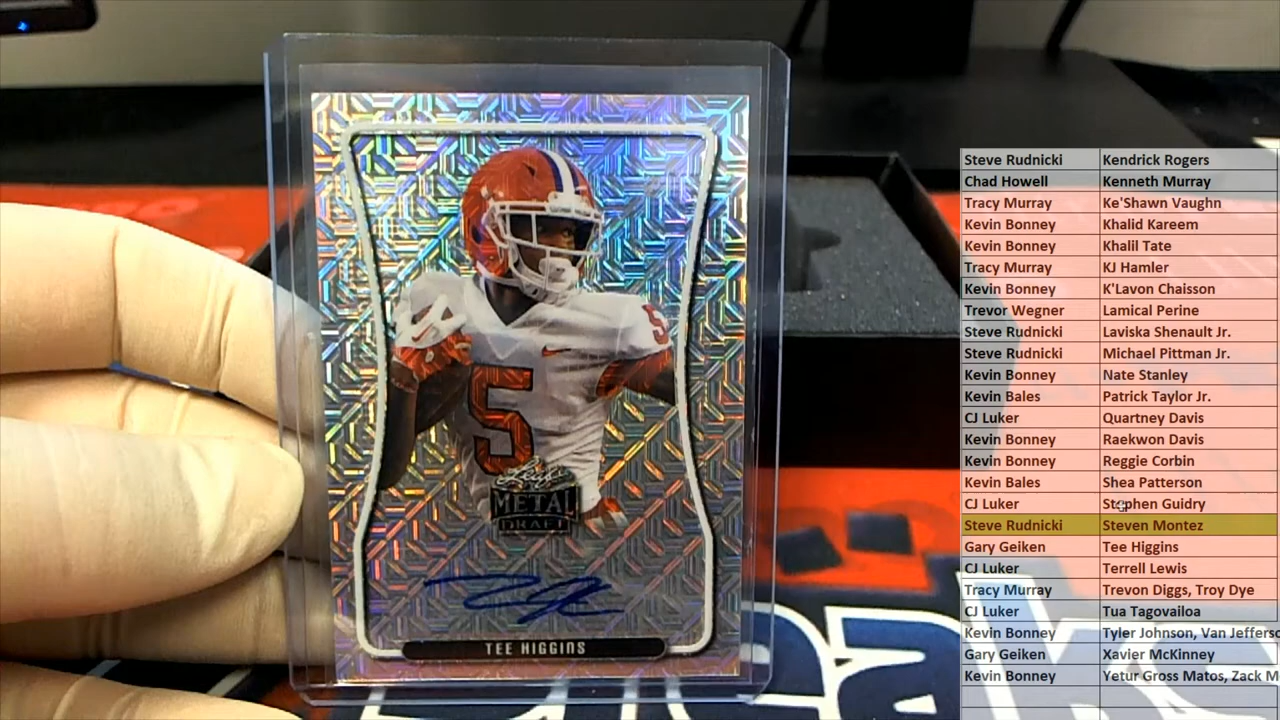 5
5
Leaf
METAL
DRAFT
TEE HIGGINS
Steve Rudnicki Kendrick Rogers
Chad Howell Kenneth Murray
Tracy Murray Ke'Shawn Vaughn
Kevin Bonney Khalid Kareem
Kevin Bonney Khalil Tate
Tracy Murray KJ Hamler
Kevin Bonney K'Lavon Chaisson
Trevor Wegner Lamical Perine
Steve Rudnicki Laviska Shenault Jr.
Steve Rudnicki Michael Pittman Jr.
Kevin Bonney Nate Stanley
Kevin Bales Patrick Taylor Jr.
CJ Luker Quartney Davis
Kevin Bonney Raekwon Davis
Kevin Bonney Reggie Corbin
Kevin Bales Shea Patterson
CJ Luker Stephen Guidry
Steve Rudnicki Steven Montez
Gary Geiken Tee Higgins
CJ Luker Terrell Lewis
Tracy Murray Trevon Diggs, Troy Dye
CJ Luker Tua Tagovailoa
Kevin Bonney Tyler Johnson, Van Jefferso
Gary Geiken Xavier McKinney
Kevin Bonney Yetur Gross Matos, Zack M